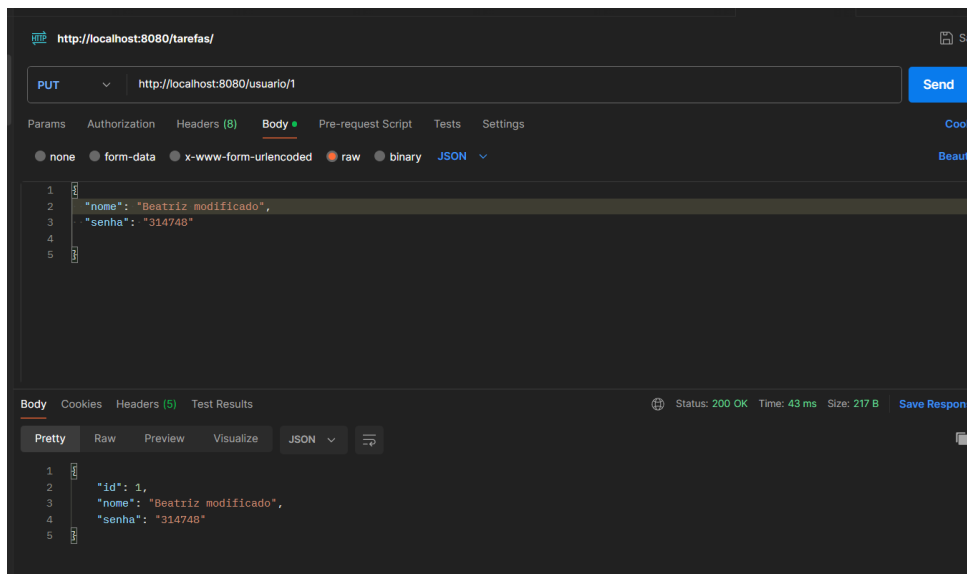 HTTP http://localhost:8080/tarefas/
PUT http://localhost:8080/usuario/1 Send
Params Authorization Headers (8) Body Pre-request Script Tests Settings
none form-data x-www-form-urlencoded raw binary JSON
1 {
2 "nome": "Beatriz modificado",
3 "senha": "314748"
4
5 }
Body Cookies Headers (5) Test Results Status: 200 OK Time: 43 ms Size: 217 B Save Respon
Pretty Raw Preview Visualize JSON
1 {
2 "id": 1,
3 "nome": "Beatriz modificado",
4 "senha": "314748"
5 }